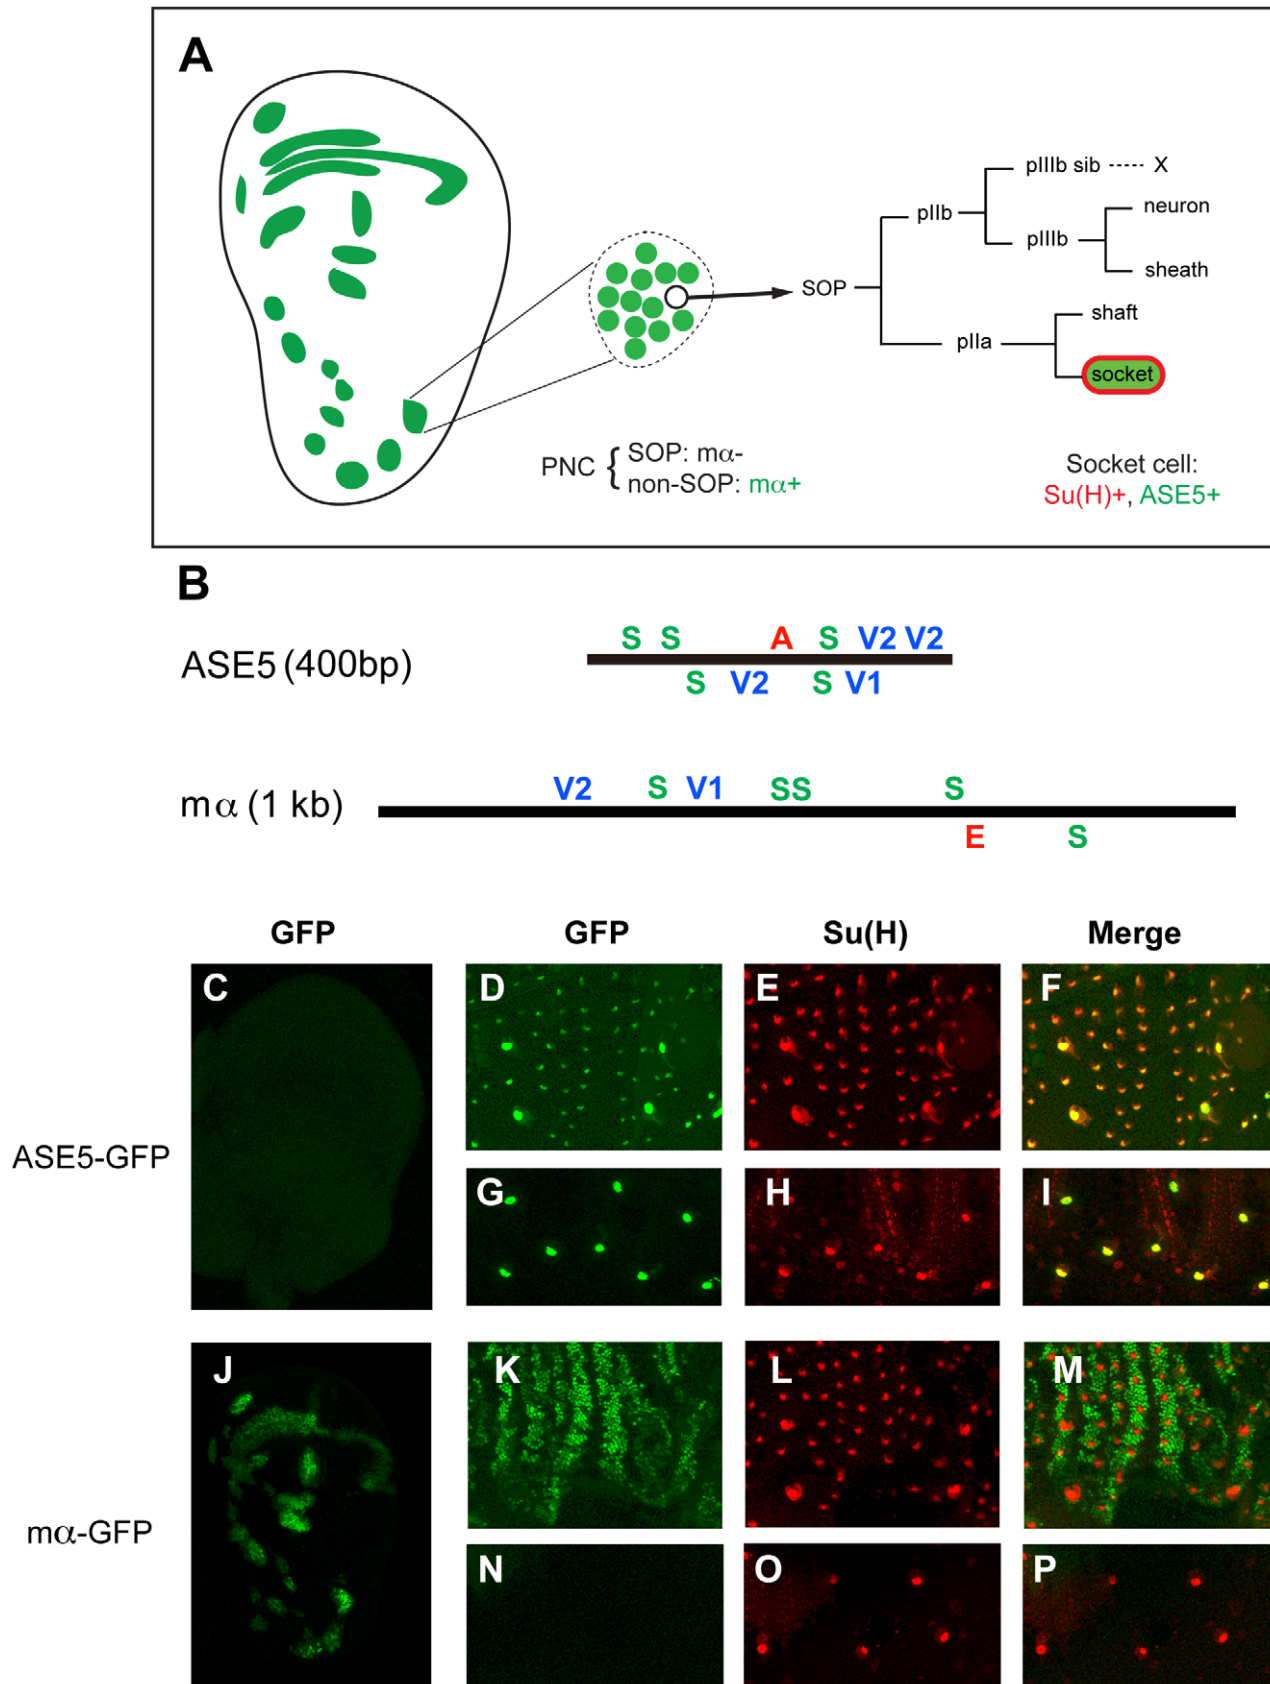 A
pIIIb sib X
pIIb
neuron
pIIIb
sheath
SOP
shaft
pIIa
socket
PNC { SOP: mα-
non-SOP: mα+
Socket cell:
Su(H)+, ASE5+
B
S S A S V2 V2
ASE5 (400bp)
S V2 S V1
V2 S V1 SS S
mα (1 kb)
E S
GFP GFP Su(H) Merge
C D E F
ASE5-GFP
G H I
J K L M
mα-GFP
N O P